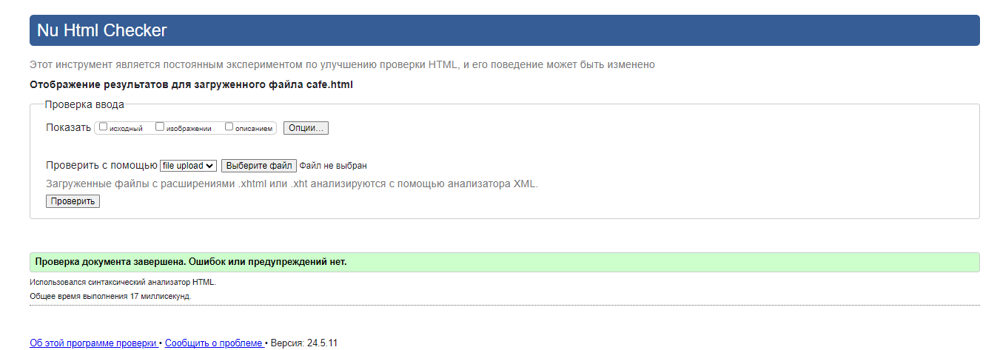 Nu Html Checker
Этот инструмент является постоянным экспериментом по улучшению проверки HTML, и его поведение может быть изменено
Отображение результатов для загруженного файла cafe.html
Проверка ввода
Показать исходный изображении описанием Опции...
Проверить с помощью file upload Выберите файл Файл не выбран
Загруженные файлы с расширениями .xhtml или .xht анализируются с помощью анализатора XML.
Проверить
Проверка документа завершена. Ошибок или предупреждений нет.
Использовался синтаксический анализатор HTML.
Общее время выполнения 17 миллисекунд.
Об этой программе проверки • Сообщить о проблеме • Версия: 24.5.11